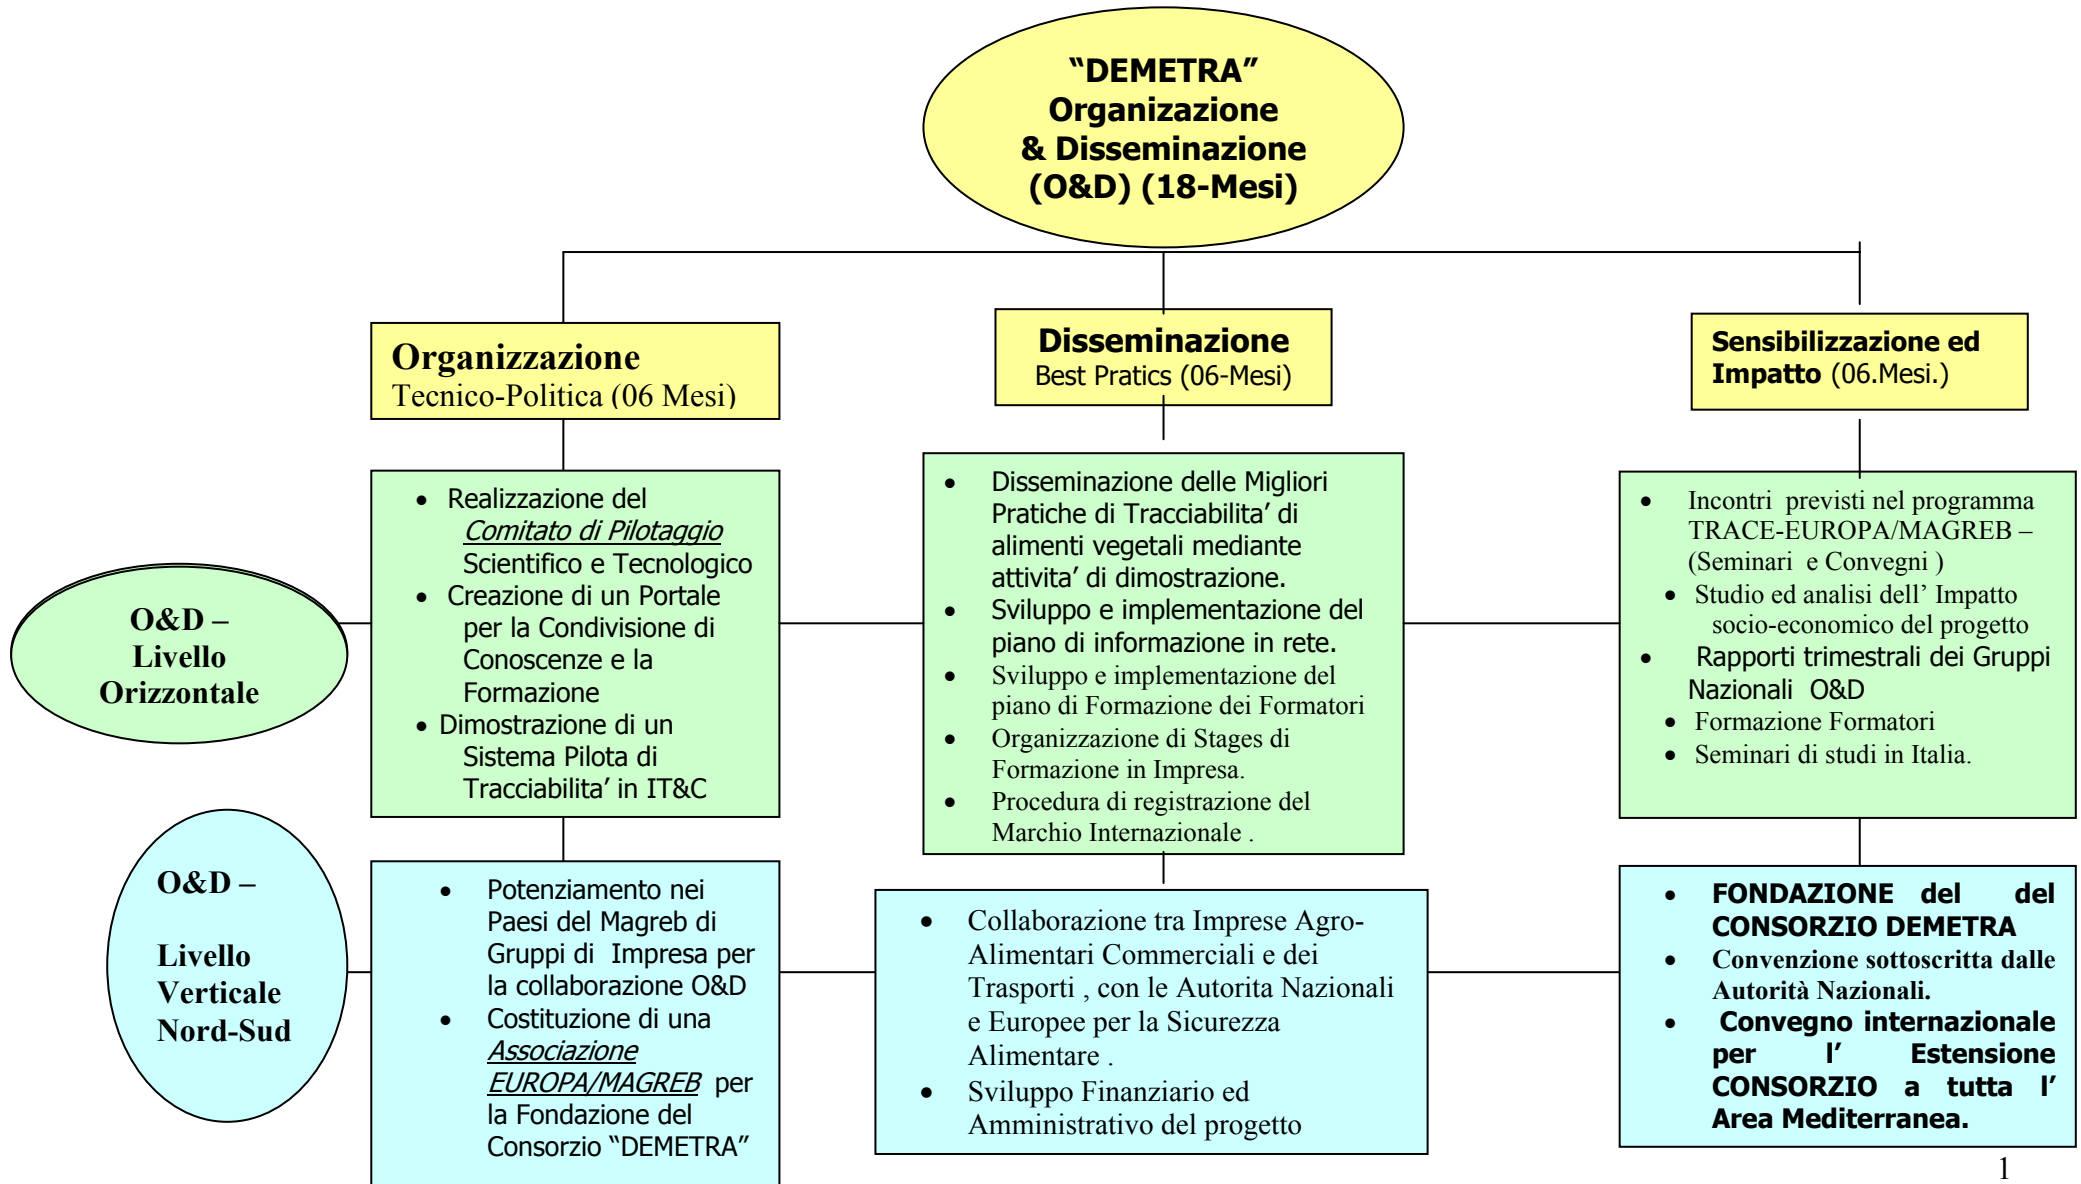 “DEMETRA”
Organizazione
& Disseminazione
(O&D) (18-Mesi)
Organizzazione
Tecnico-Politica (06 Mesi)
Disseminazione
Best Pratics (06-Mesi)
Sensibilizzazione ed
Impatto (06.Mesi.)
O&D –
Livello
Orizzontale
• Realizzazione del
Comitato di Pilotaggio
Scientifico e Tecnologico
• Creazione di un Portale
per la Condivisione di
Conoscenze e la
Formazione
• Dimostrazione di un
Sistema Pilota di
Tracciabilita’ in IT&C
• Disseminazione delle Migliori
Pratiche di Tracciabilita’ di
alimenti vegetali mediante
attivita’ di dimostrazione.
• Sviluppo e implementazione del
piano di informazione in rete.
• Sviluppo e implementazione del
piano di Formazione dei Formatori
• Organizzazione di Stages di
Formazione in Impresa.
• Procedura di registrazione del
Marchio Internazionale .
• Incontri previsti nel programma
TRACE-EUROPA/MAGREB –
(Seminari e Convegni )
• Studio ed analisi dell’ Impatto
socio-economico del progetto
• Rapporti trimestrali dei Gruppi
Nazionali O&D
• Formazione Formatori
• Seminari di studi in Italia.
O&D –
Livello
Verticale
Nord-Sud
• Potenziamento nei
Paesi del Magreb di
Gruppi di Impresa per
la collaborazione O&D
• Costituzione di una
Associazione
EUROPA/MAGREB per
la Fondazione del
Consorzio “DEMETRA”
• Collaborazione tra Imprese Agro-
Alimentari Commerciali e dei
Trasporti , con le Autorita Nazionali
e Europee per la Sicurezza
Alimentare .
• Sviluppo Finanziario ed
Amministrativo del progetto
• FONDAZIONE del del
CONSORZIO DEMETRA
• Convenzione sottoscritta dalle
Autorità Nazionali.
• Convegno internazionale
per l’ Estensione
CONSORZIO a tutta l’
Area Mediterranea.
1